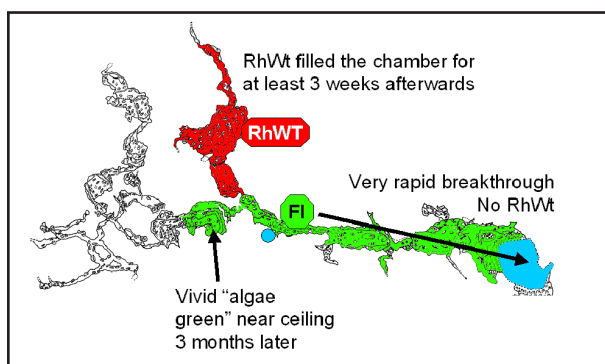 RhWt filled the chamber for
at least 3 weeks afterwards
RhWT
Very rapid breakthrough
No RhWt
Fl
Vivid “algae
green” near ceiling
3 months later